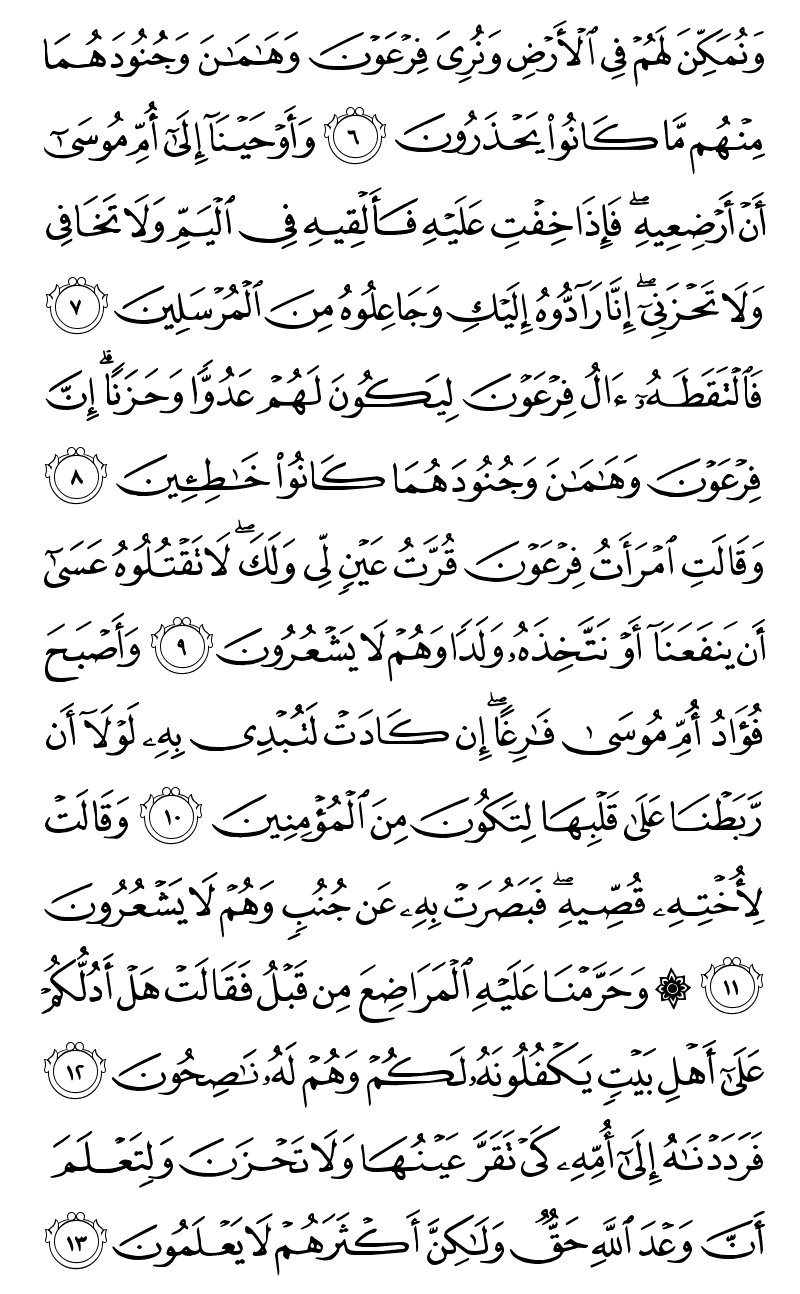 وَنُمَكِّنَ لَهُمۡ فِي ٱلۡأَرۡضِ وَنُرِيَ فِرۡعَوۡنَ وَهَٰمَٰنَ وَجُنُودَهُمَا
مِنۡهُم مَّا كَانُواْ يَحۡذَرُونَ ٦ وَأَوۡحَيۡنَآ إِلَىٰٓ أُمِّ مُوسَىٰٓ
أَنۡ أَرۡضِعِيهِۖ فَإِذَا خِفۡتِ عَلَيۡهِ فَأَلۡقِيهِ فِي ٱلۡيَمِّ وَلَا تَخَافِي
وَلَا تَحۡزَنِيٓۖ إِنَّا رَآدُّوهُ إِلَيۡكِ وَجَاعِلُوهُ مِنَ ٱلۡمُرۡسَلِينَ ٧
فَٱلۡتَقَطَهُۥٓ ءَالُ فِرۡعَوۡنَ لِيَكُونَ لَهُمۡ عَدُوّٗا وَحَزَنًاۗ إِنَّ
فِرۡعَوۡنَ وَهَٰمَٰنَ وَجُنُودَهُمَا كَانُواْ خَٰطِـِٔينَ ٨
وَقَالَتِ ٱمۡرَأَتُ فِرۡعَوۡنَ قُرَّتُ عَيۡنٖ لِّي وَلَكَۖ لَا تَقۡتُلُوهُ عَسَىٰٓ
أَن يَنفَعَنَآ أَوۡ نَتَّخِذَهُۥ وَلَدٗا وَهُمۡ لَا يَشۡعُرُونَ ٩ وَأَصۡبَحَ
فُؤَادُ أُمِّ مُوسَىٰ فَٰرِغًاۖ إِن كَادَتۡ لَتُبۡدِي بِهِۦ لَوۡلَآ أَن
رَّبَطۡنَا عَلَىٰ قَلۡبِهَا لِتَكُونَ مِنَ ٱلۡمُؤۡمِنِينَ ١٠ وَقَالَتۡ
لِأُخۡتِهِۦ قُصِّيهِۖ فَبَصُرَتۡ بِهِۦ عَن جُنُبٖ وَهُمۡ لَا يَشۡعُرُونَ
١١ ۞ وَحَرَّمۡنَا عَلَيۡهِ ٱلۡمَرَاضِعَ مِن قَبۡلُ فَقَالَتۡ هَلۡ أَدُلُّكُمۡ
عَلَىٰٓ أَهۡلِ بَيۡتٖ يَكۡفُلُونَهُۥ لَكُمۡ وَهُمۡ لَهُۥ نَٰصِحُونَ ١٢
فَرَدَدۡنَٰهُ إِلَىٰٓ أُمِّهِۦ كَيۡ تَقَرَّ عَيۡنُهَا وَلَا تَحۡزَنَ وَلِتَعۡلَمَ
أَنَّ وَعۡدَ ٱللَّهِ حَقّٞ وَلَٰكِنَّ أَكۡثَرَهُمۡ لَا يَعۡلَمُونَ ١٣